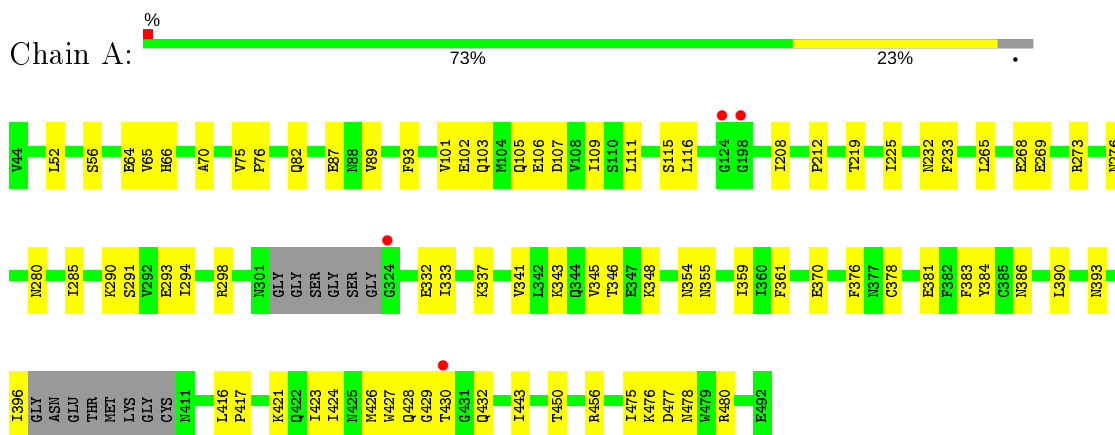 %
Chain A:
73% 23% •
V44 L52 S56 E64 V65 H66 A70 V75 P76 Q82 E87 N88 V89 F93 V101 E102 Q103 M104 Q105 E106 D107 V108 I109 S110 L111 S115 L116 G124 G198 I208 P212 T219 I225 N232 F233 L265 E268 E269 R273 N276
N280 I285 K290 S291 V292 E293 I294 R298 N301 GLY GLY SER GLY SER GLY G324 E332 I333 K337 V341 L342 K343 Q344 V345 T346 E347 K348 N354 N355 I359 I360 F361 E370 F376 N377 C378 E381 F382 F383 Y384 C385 N386 L390 N393
I396 GLY ASN GLU THR MET LYS GLY CYS N411 L416 P417 K421 Q422 I423 I424 N425 M426 W427 Q428 G429 T430 G431 Q432 I443 T450 R456 I475 K476 D477 N478 W479 R480 E492